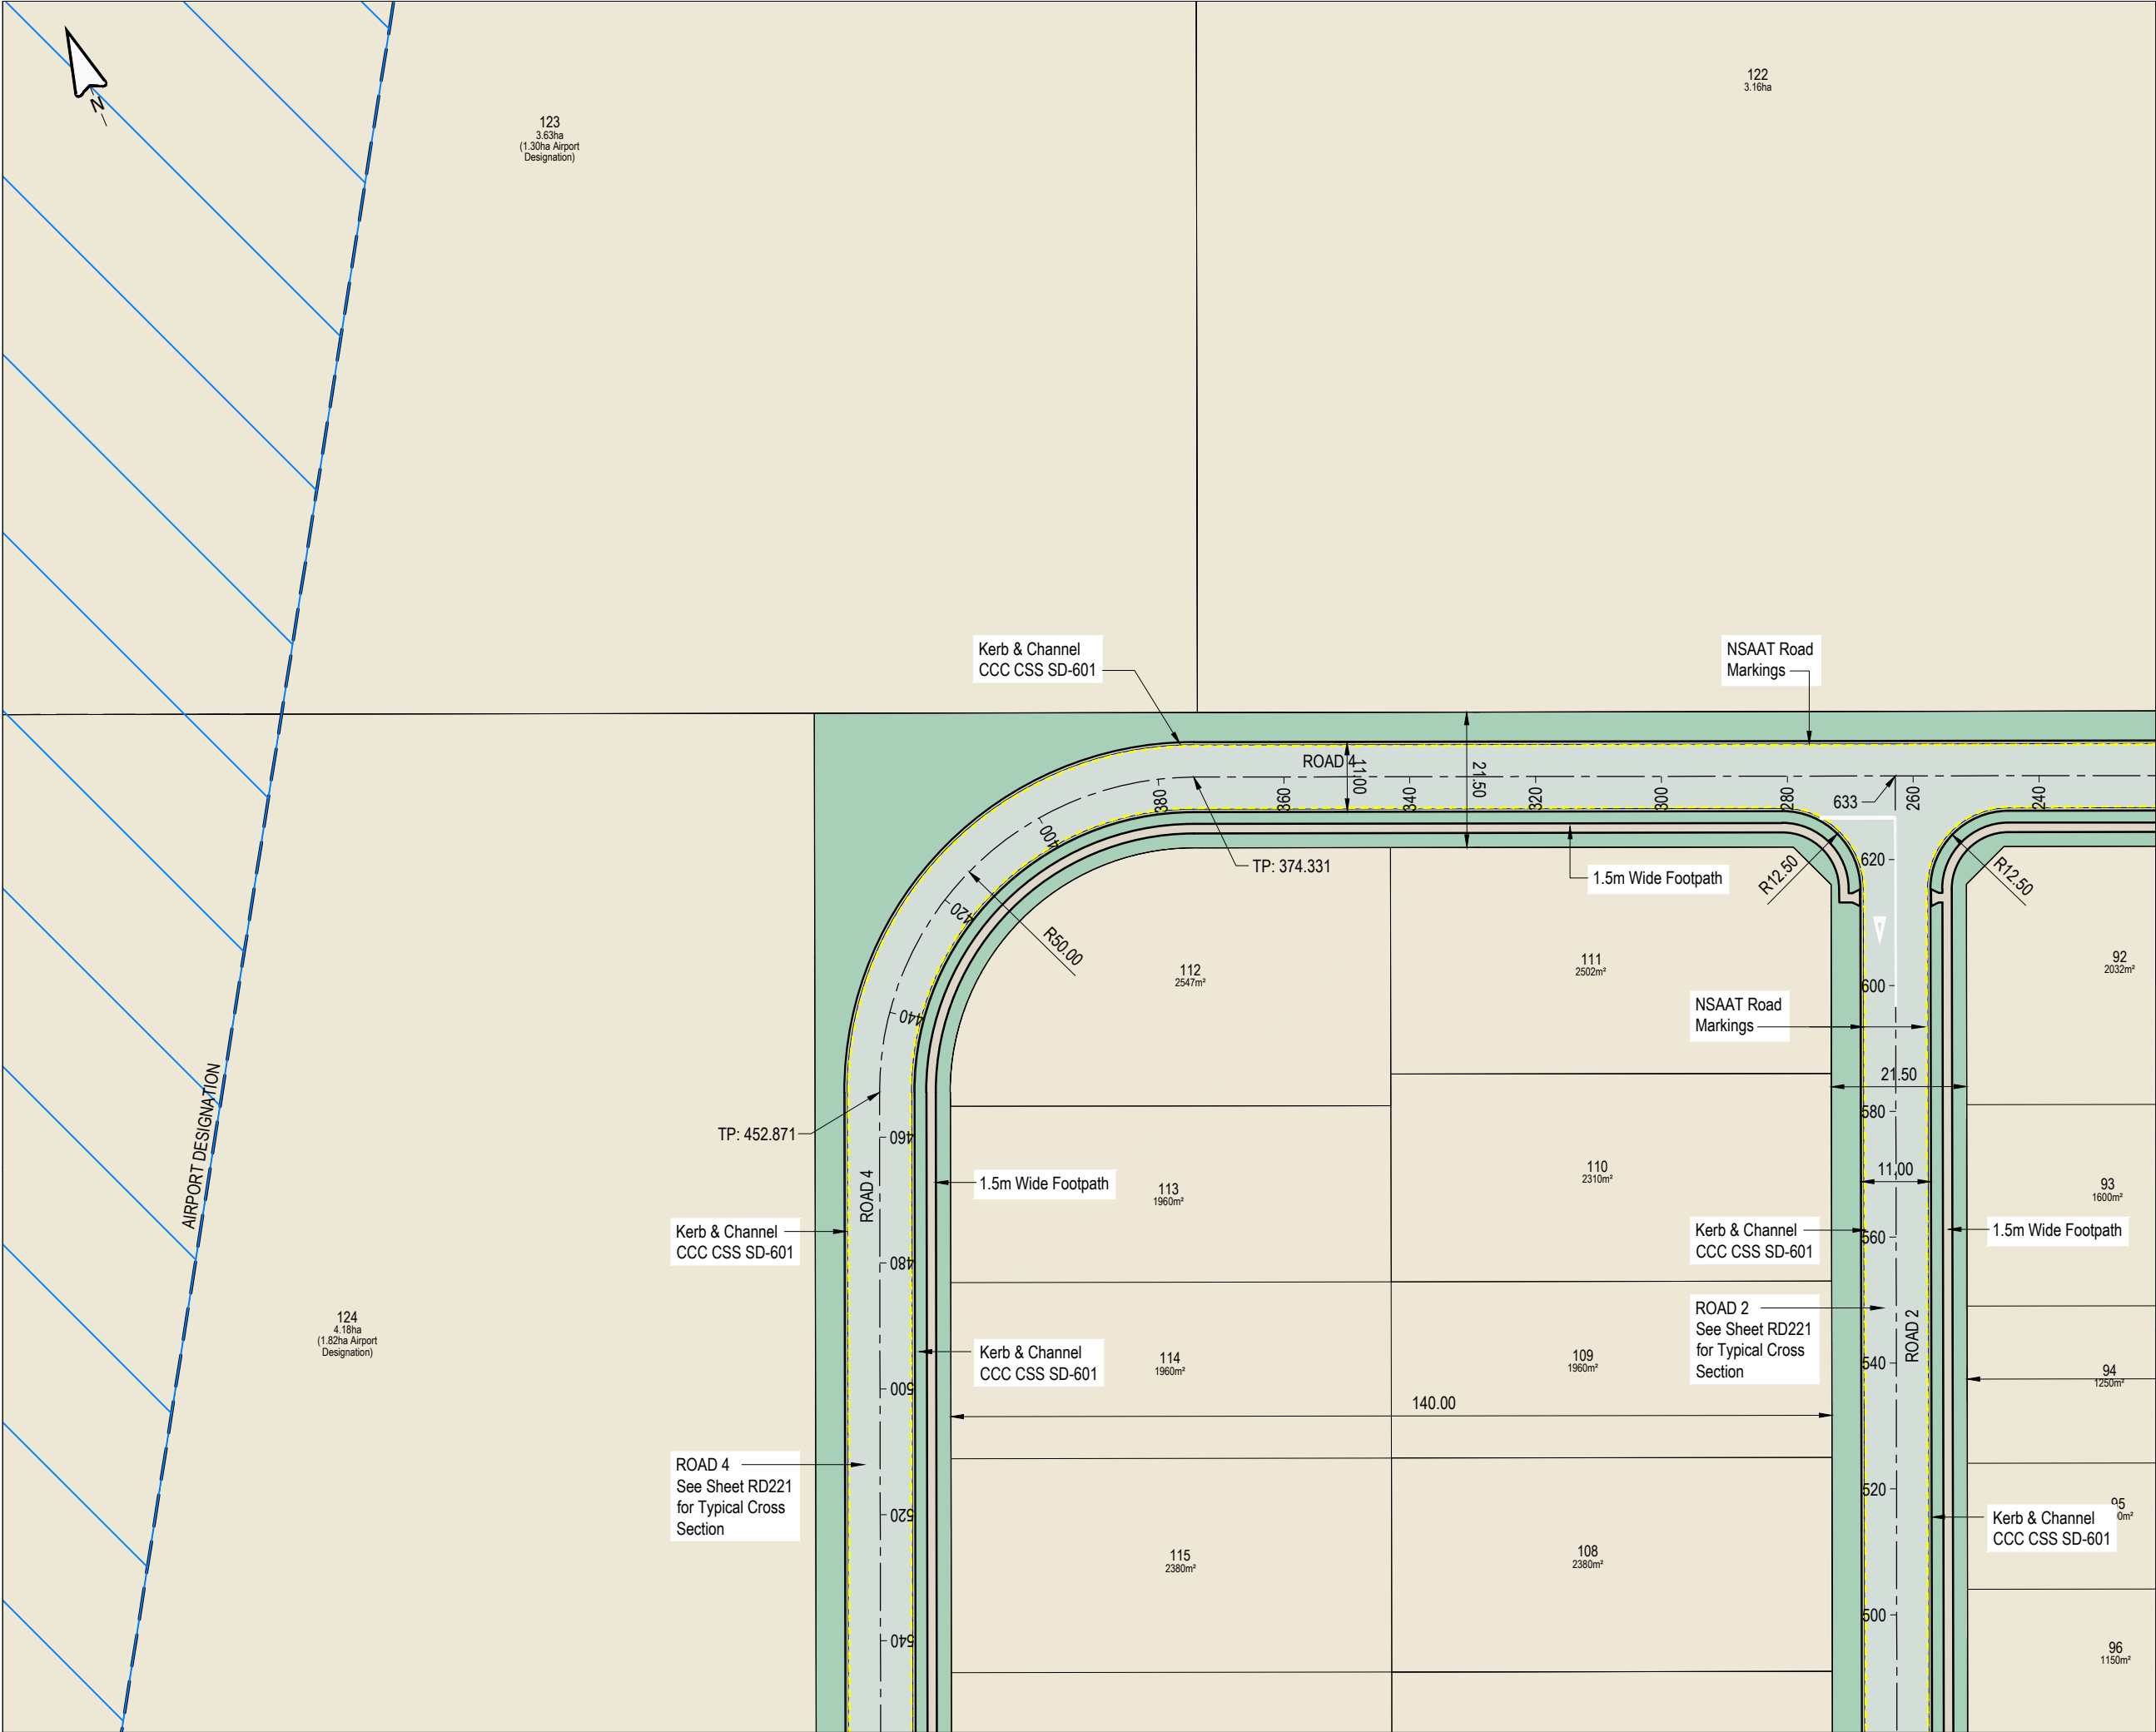 122
3.16ha
123
3.63ha
(1.30ha Airport
Designation)
N
Kerb & Channel
CCC CSS SD-601
NSAAT Road
Markings
ROAD 4
11.00
21.50
380
360
340
320
300
280
260
240
633
TP: 374.331
1.5m Wide Footpath
R12.50
R12.50
620
400
420
R50.00
440
112
2547m²
111
2502m²
92
2032m²
600
NSAAT Road
Markings
21.50
580
AIRPORT DESIGNATION
TP: 452.871
460
ROAD 4
1.5m Wide Footpath
113
1960m²
110
2310m²
11.00
93
1600m²
Kerb & Channel
CCC CSS SD-601
480
Kerb & Channel
CCC CSS SD-601
560
1.5m Wide Footpath
124
4.18ha
(1.82ha Airport
Designation)
ROAD 2
See Sheet RD221
for Typical Cross
Section
ROAD 2
540
Kerb & Channel
CCC CSS SD-601
114
1960m²
109
1960m²
94
1250m²
500
140.00
ROAD 4
See Sheet RD221
for Typical Cross
Section
520
520
95
Kerb & Channel
CCC CSS SD-601
115
2380m²
108
2380m²
500
540
96
1150m²